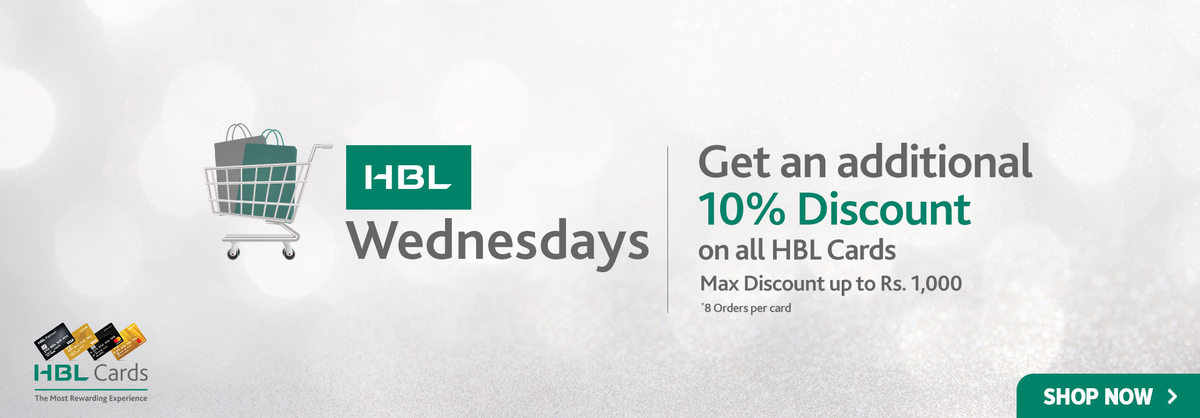 HBL
Wednesdays
Get an additional
10% Discount
on all HBL Cards
Max Discount up to Rs. 1,000
*8 Orders per card
HBL Cards
The Most Rewarding Experience
SHOP NOW >